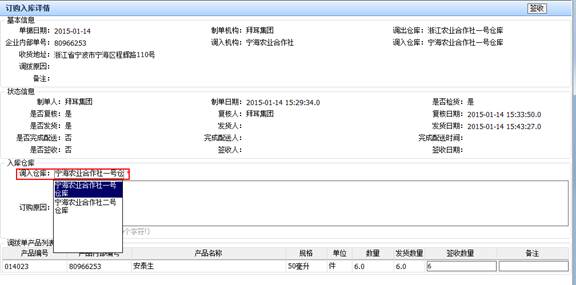 订购入库详情 签收
基本信息
单据日期: 2015-01-14 制单机构: 拜耳集团 调出仓库: 浙江农业合作社一号仓库
企业内部单号: 80966253 调入机构: 宁海农业合作社 调入仓库: 宁海农业合作社一号仓库
收货地址: 浙江省宁波市宁海区程辉路110号
调拨原因:
备注:
状态信息
制单人: 拜耳集团 制单日期: 2015-01-14 15:29:34.0 是否检货: 是
是否复核: 是 复核人: 拜耳集团 复核日期: 2015-01-14 15:33:50.0
是否发货: 是 发货人: 发货日期: 2015-01-14 15:43:27.0
是否完成配送: 否 完成配送人: 完成配送时间:
是否签收: 否 签收人: 签收日期:
入库仓库
调入仓库: 宁海农业合作社一号仓
宁海农业合作社一号
仓库
宁海农业合作社二号
仓库
订购原因:
个字符!)
调拨单产品列表
产品编号 产品内部编号 产品名称 规格 单位 数量 发货数量 签收数量 备注
014023 80966253 安泰生 50毫升 件 6.0 6.0 6